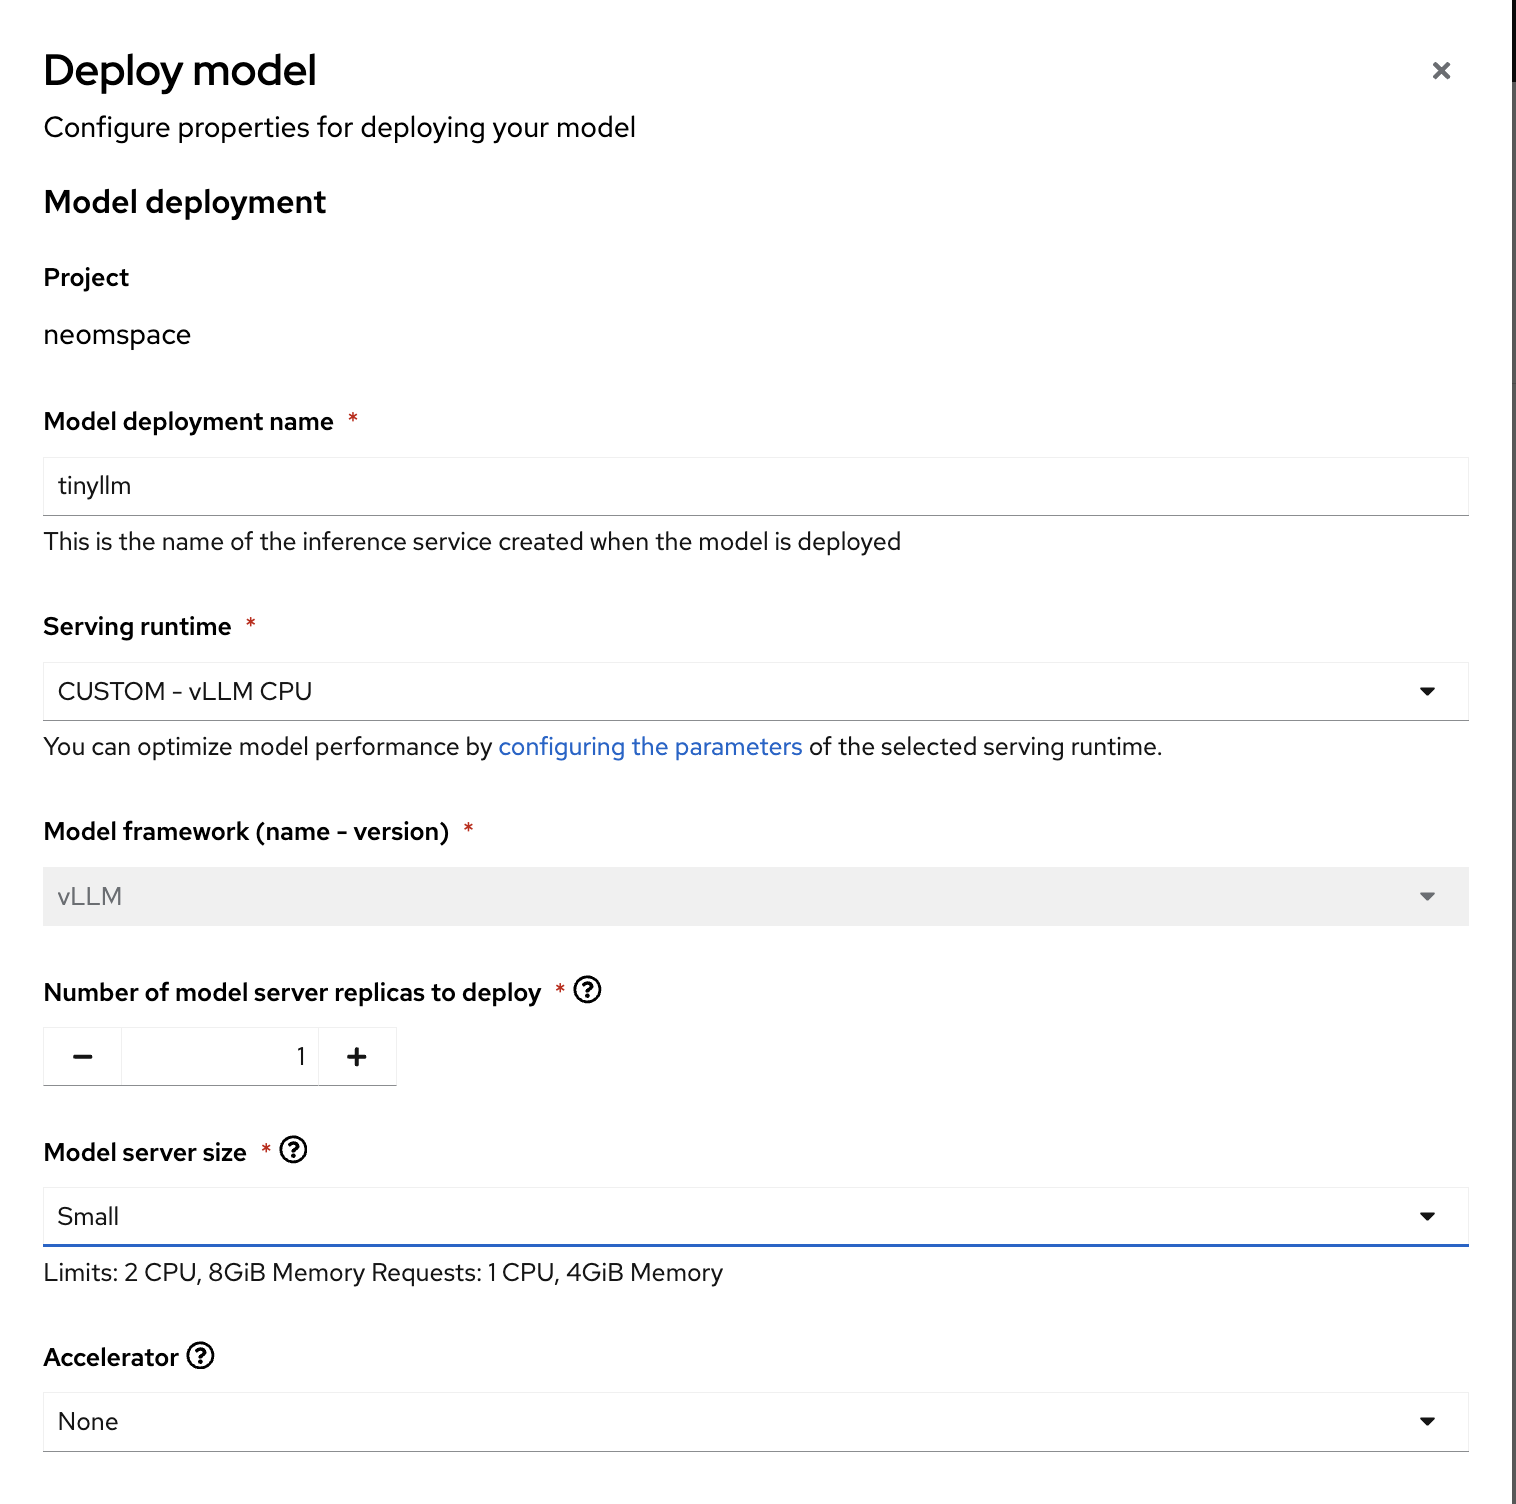 Deploy model
Configure properties for deploying your model
Model deployment
Project
neomspace
Model deployment name *
tinyllm
This is the name of the inference service created when the model is deployed
Serving runtime *
CUSTOM - vLLM CPU
You can optimize model performance by configuring the parameters of the selected serving runtime.
Model framework (name - version) *
vLLM
Number of model server replicas to deploy *
1
Model server size *
Small
Limits: 2 CPU, 8GiB Memory Requests: 1 CPU, 4GiB Memory
Accelerator
None